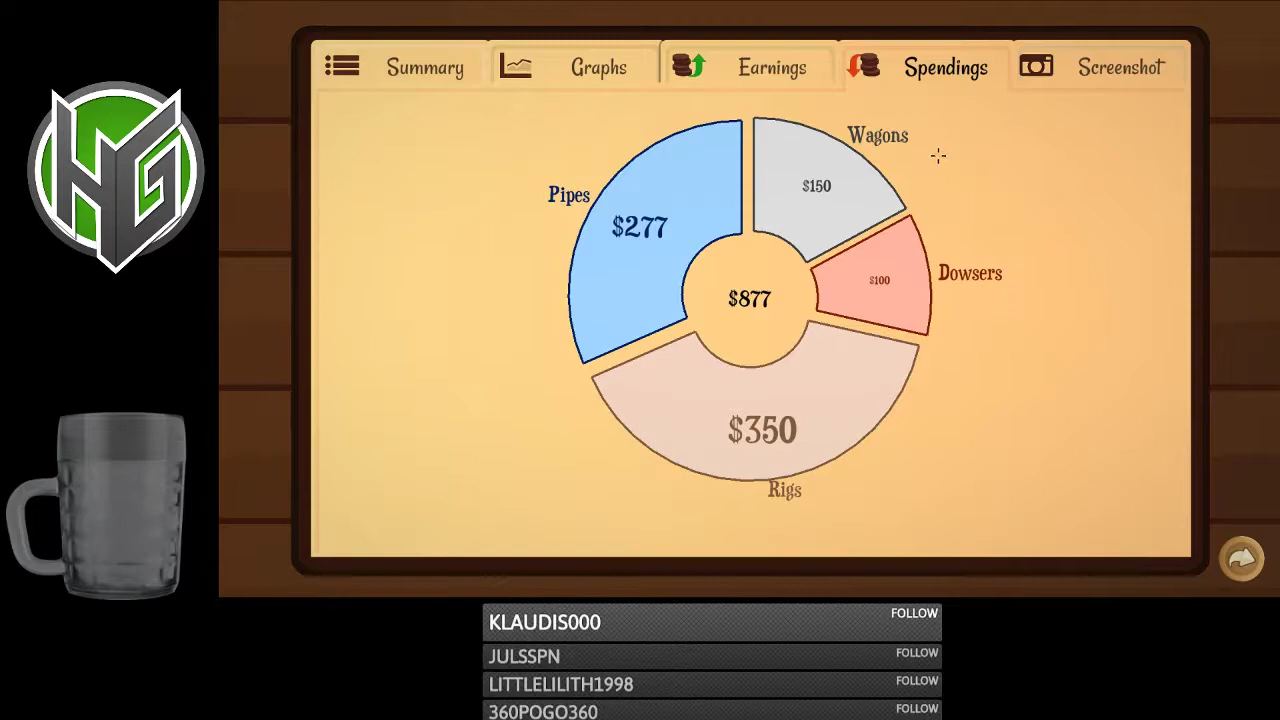 Summary
Graphs
Earnings
Spendings
Screenshot
Wagons
$150
Pipes
$277
Dowsers
$100
$877
$350
Rigs
HG
KLAUDIS000 FOLLOW
JULSSPN FOLLOW
LITTLELILITH1998 FOLLOW
360POGO360 FOLLOW